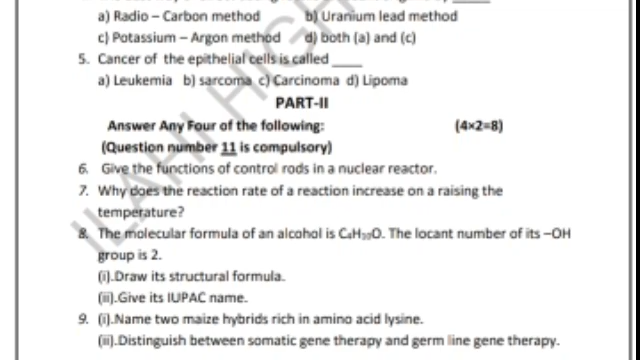 a) Radio – Carbon method b) Uranium lead method
c) Potassium – Argon method d) both (a) and (c)
5. Cancer of the epithelial cells is called ____
a) Leukemia b) sarcoma c) Carcinoma d) Lipoma
PART-II
Answer Any Four of the following: (4×2=8)
(Question number 11 is compulsory)
6. Give the functions of control rods in a nuclear reactor.
7. Why does the reaction rate of a reaction increase on a raising the
temperature?
8. The molecular formula of an alcohol is C₄H₁₀O. The locant number of its –OH
group is 2.
(i).Draw its structural formula.
(ii).Give its IUPAC name.
9. (i).Name two maize hybrids rich in amino acid lysine.
(ii).Distinguish between somatic gene therapy and germ line gene therapy.
ILAHI HIGH